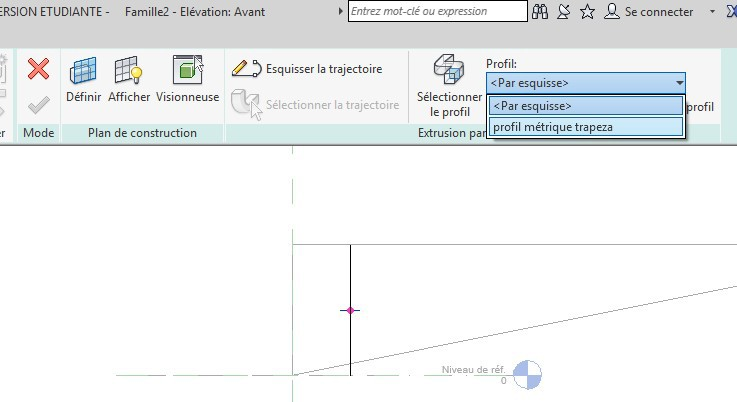 ERSION ETUDIANTE - Famille2 - Elévation: Avant
Entrez mot-clé ou expression
Se connecter
Définir Afficher Visionneuse
Esquisser la trajectoire
Sélectionner la trajectoire
Sélectionner
le profil
Profil:
<Par esquisse>
<Par esquisse>
profil métrique trapeza
profil
er Mode Plan de construction Extrusion par
Niveau de réf.
0